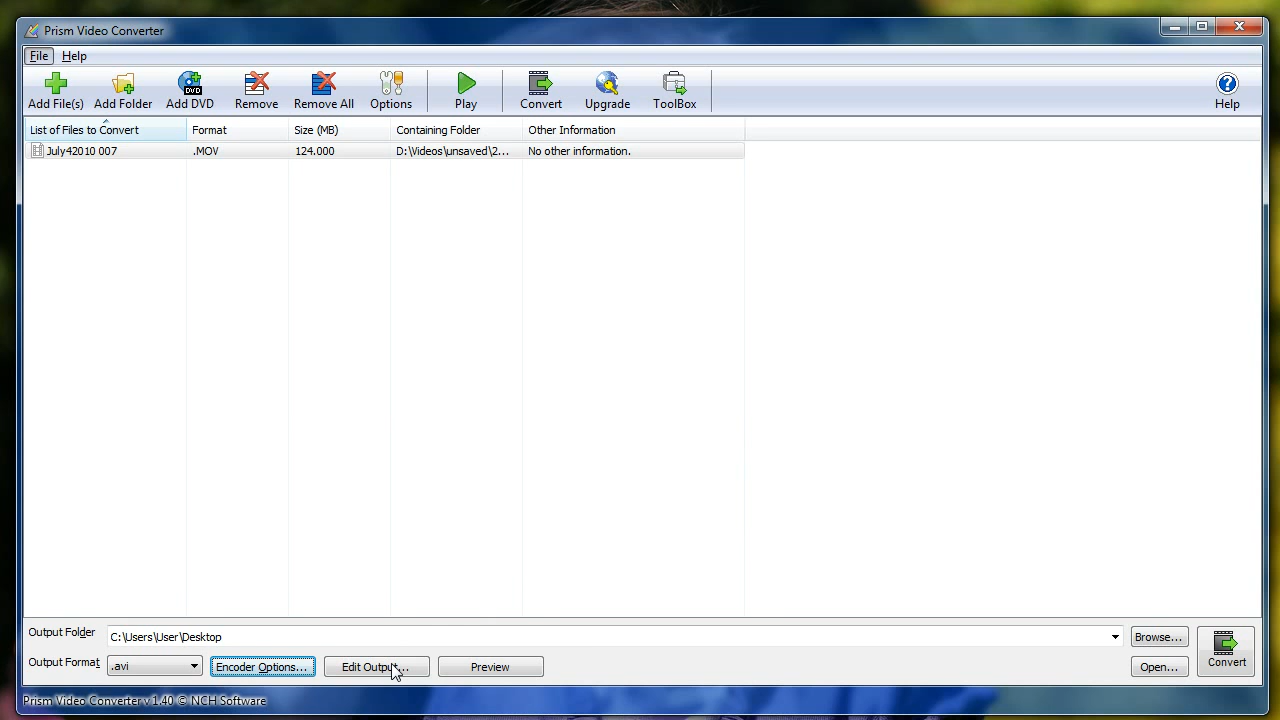 Prism Video Converter
File Help
Add File(s) Add Folder Add DVD Remove Remove All Options Play Convert Upgrade ToolBox Help
DVD
List of Files to Convert Format Size (MB) Containing Folder Other Information
July42010 007 .MOV 124.000 D:\Videos\unsaved\2... No other information.
Output Folder C:\Users\User\Desktop Browse...
Output Format .avi Encoder Options... Edit Output... Preview Open... Convert
Prism Video Converter v 1.40 © NCH Software